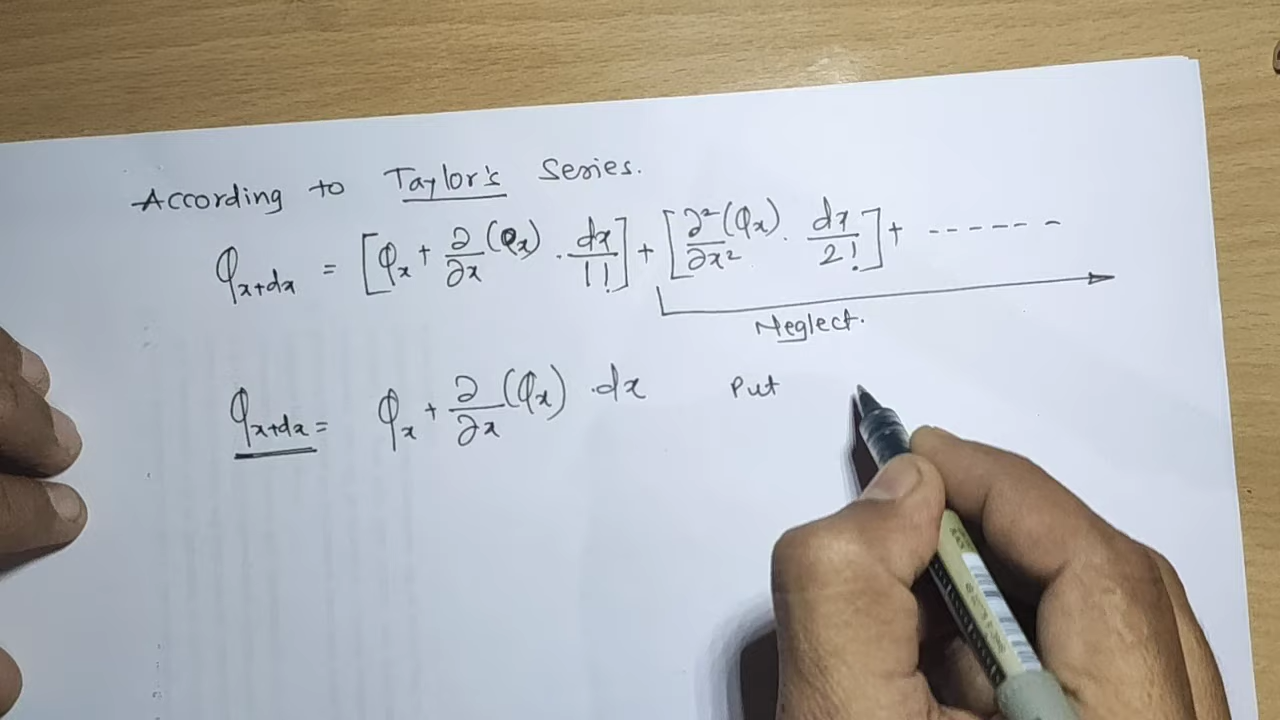 According to Taylor's Series.
Q_{x+dx} = [Q_x + ∂/∂x (Q_x) . dx/1!] + [∂²/∂x² (Q_x) . dx/2!] + ------
Neglect.
Q_{x+dx} = Q_x + ∂/∂x (Q_x) .dx Put